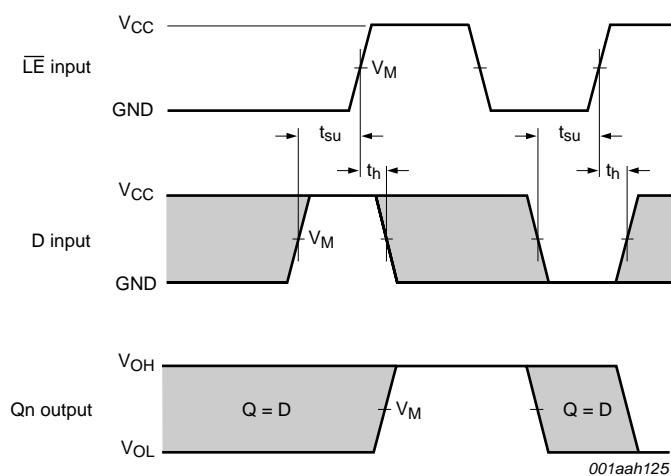 VCC
LE input
VM
GND
tsu
tsu
th
th
VCC
D input
VM
GND
VOH
Qn output
Q = D
VM
Q = D
VOL
001aah125